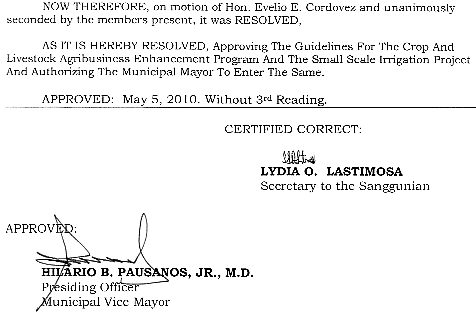 NOW THEREFORE, on motion of Hon. Evelio E. Cordovez and unanimously
seconded by the members present, it was RESOLVED,
AS IT IS HEREBY RESOLVED, Approving The Guidelines For The Crop And
Livestock Agribusiness Enhancement Program And The Small Scale Irrigation Project
And Authorizing The Municipal Mayor To Enter The Same.
APPROVED: May 5, 2010. Without 3rd Reading.
CERTIFIED CORRECT:
LYDIA O. LASTIMOSA
Secretary to the Sanggunian
APPROVED:
HILARIO B. PAUSANOS, JR., M.D.
Presiding Officer
Municipal Vice Mayor